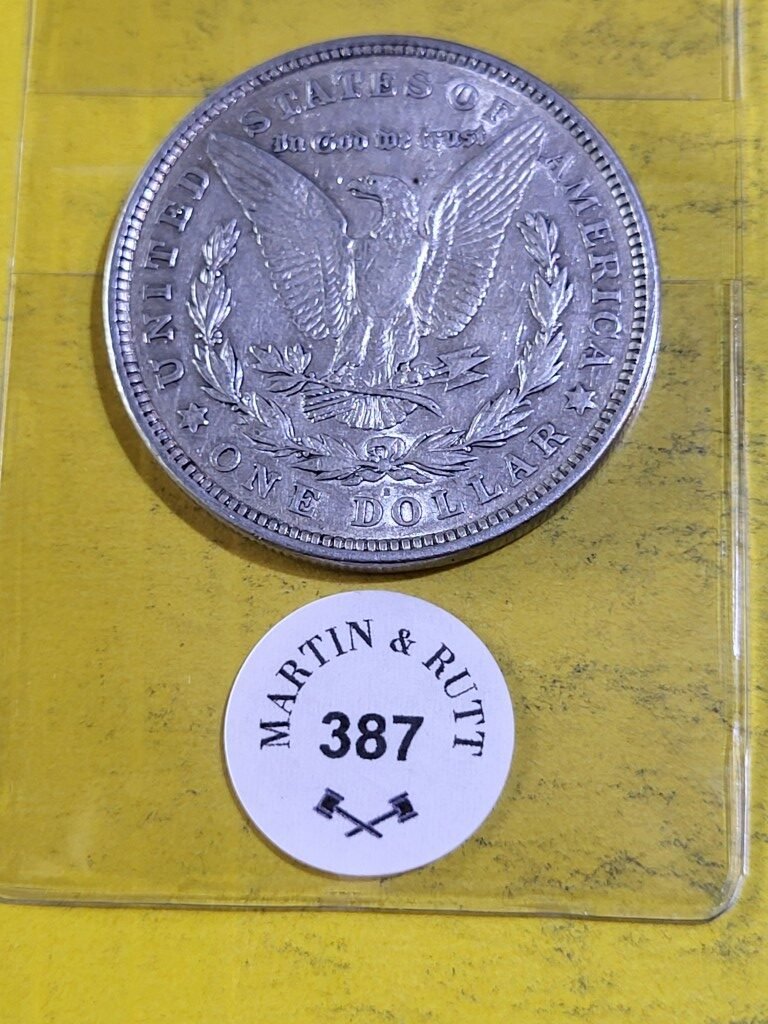 UNITED STATES OF AMERICA
In God we trust
ONE DOLLAR
S
MARTIN & RUTT
387